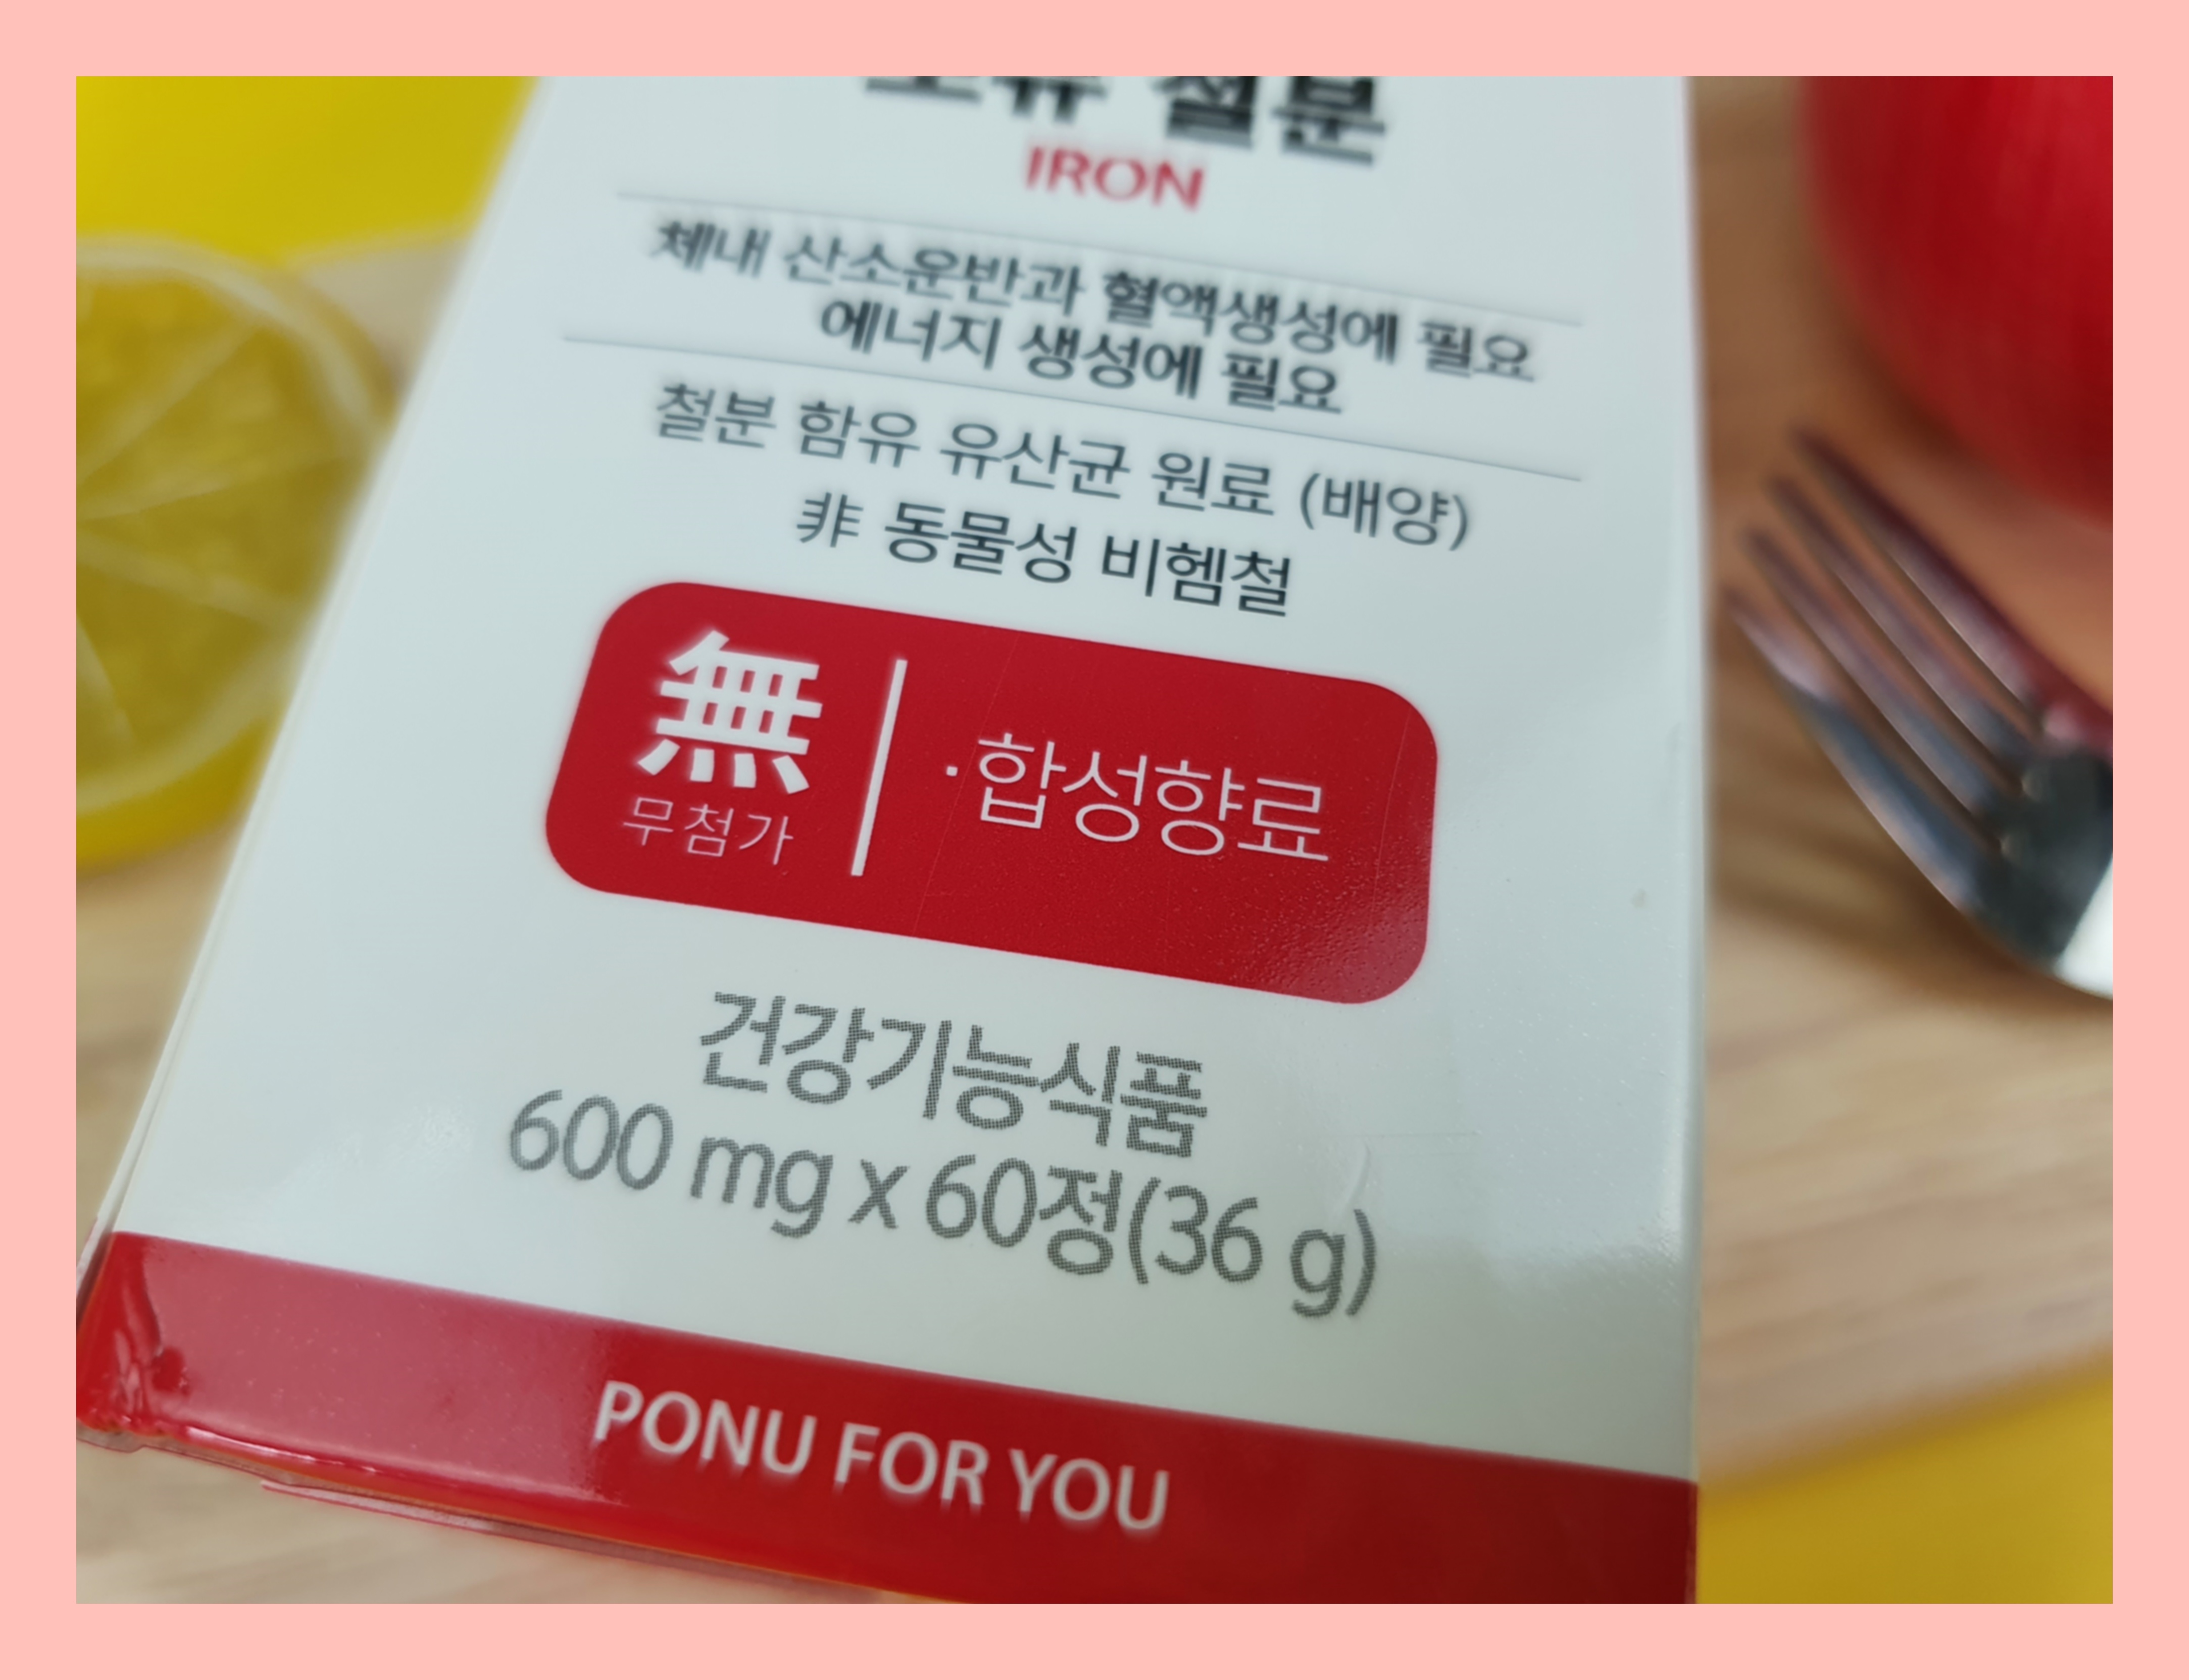 철분
IRON
체내 산소운반과 혈액생성에 필요
에너지 생성에 필요
철분 함유 유산균 원료 (배양)
非 동물성 비헴철
無
무첨가
·합성향료
건강기능식품
600 mg x 60정(36 g)
PONU FOR YOU